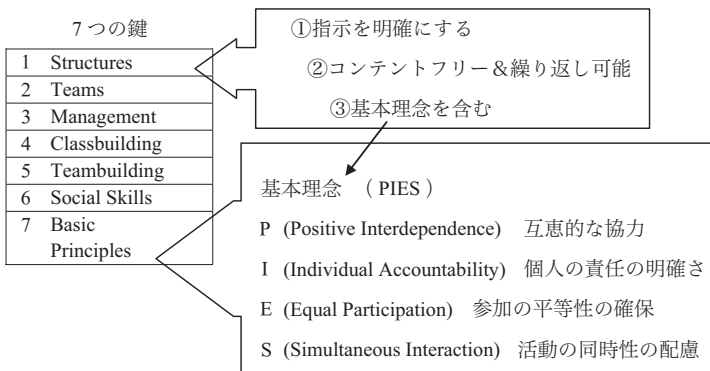 7つの鍵
1 Structures
2 Teams
3 Management
4 Classbuilding
5 Teambuilding
6 Social Skills
7 Basic
Principles
①指示を明確にする
②コンテントフリー＆繰り返し可能
③基本理念を含む
基本理念 （PIES）
P (Positive Interdependence) 互恵的な協力
I (Individual Accountability) 個人の責任の明確さ
E (Equal Participation) 参加の平等性の確保
S (Simultaneous Interaction) 活動の同時性の配慮